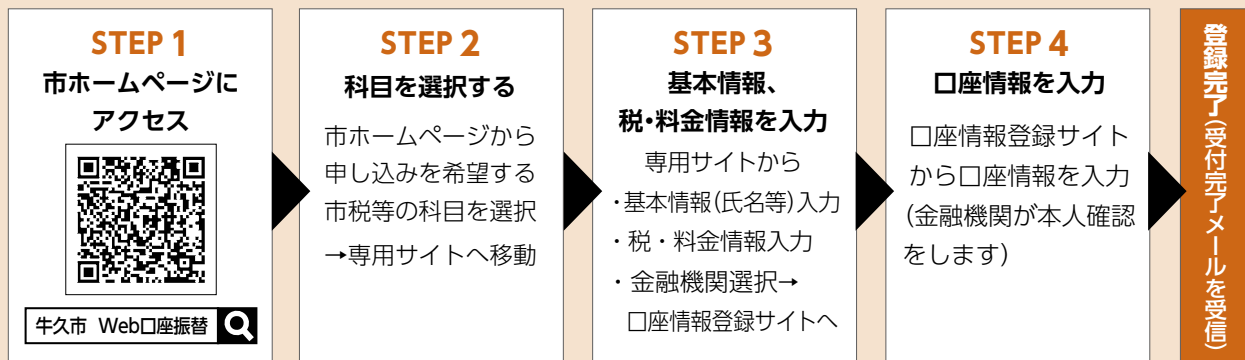 STEP 1
市ホームページに
アクセス
牛久市 Web口座振替
STEP 2
科目を選択する
市ホームページから
申し込みを希望する
市税等の科目を選択
→専用サイトへ移動
STEP 3
基本情報、
税・料金情報を入力
専用サイトから
・基本情報(氏名等)入力
・税・料金情報入力
・金融機関選択→
口座情報登録サイトへ
STEP 4
口座情報を入力
口座情報登録サイト
から口座情報を入力
(金融機関が本人確認
をします)
登録完了(受付完了メールを受信)